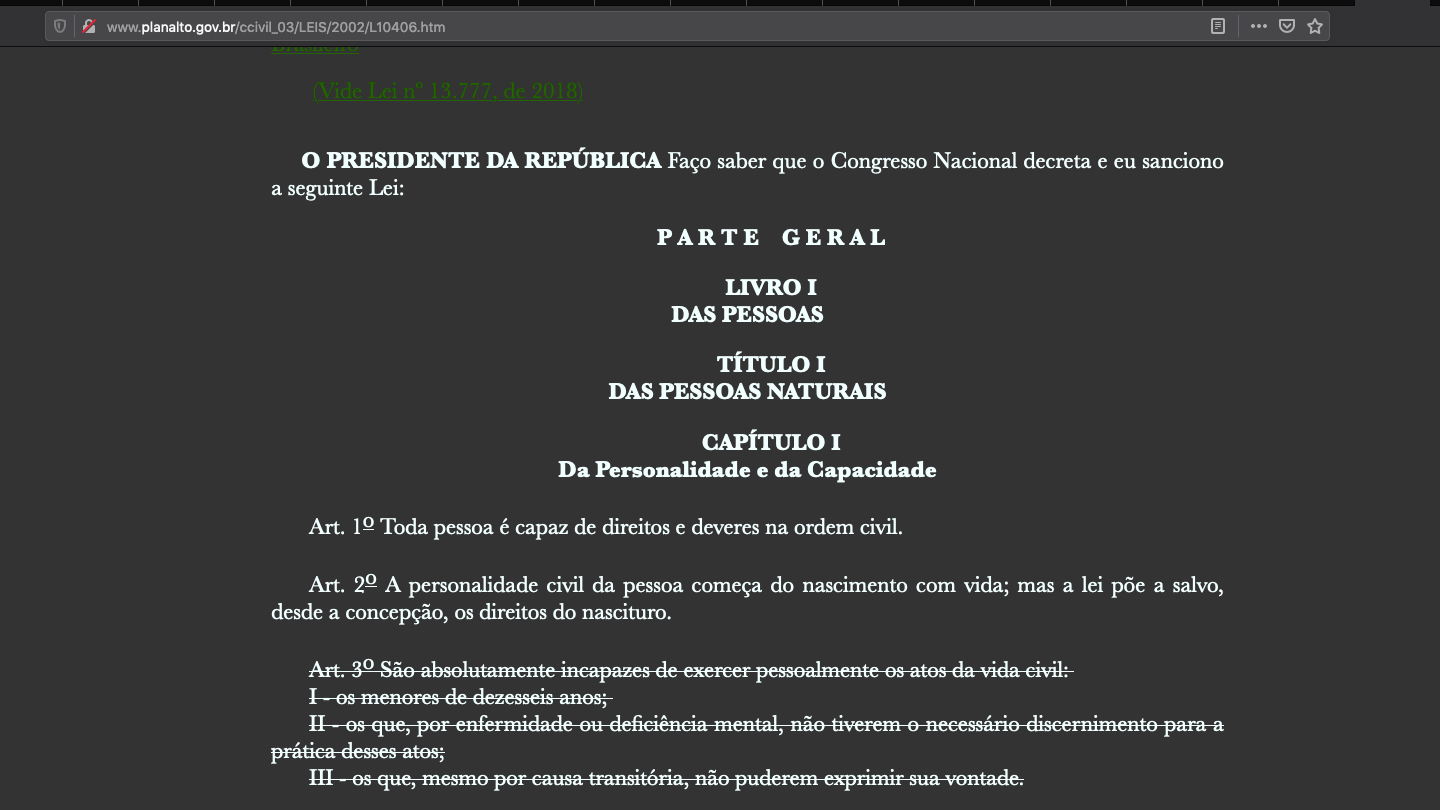 www.planalto.gov.br/ccivil_03/LEIS/2002/L10406.htm
Brasileiro
(Vide Lei nº 13.777, de 2018)
O PRESIDENTE DA REPÚBLICA Faço saber que o Congresso Nacional decreta e eu sanciono
a seguinte Lei:
P A R T E G E R A L
LIVRO I
DAS PESSOAS
TÍTULO I
DAS PESSOAS NATURAIS
CAPÍTULO I
Da Personalidade e da Capacidade
Art. 1º Toda pessoa é capaz de direitos e deveres na ordem civil.
Art. 2º A personalidade civil da pessoa começa do nascimento com vida; mas a lei põe a salvo,
desde a concepção, os direitos do nascituro.
Art. 3º São absolutamente incapazes de exercer pessoalmente os atos da vida civil:
I - os menores de dezesseis anos;
II - os que, por enfermidade ou deficiência mental, não tiverem o necessário discernimento para a
prática desses atos;
III - os que, mesmo por causa transitória, não puderem exprimir sua vontade.